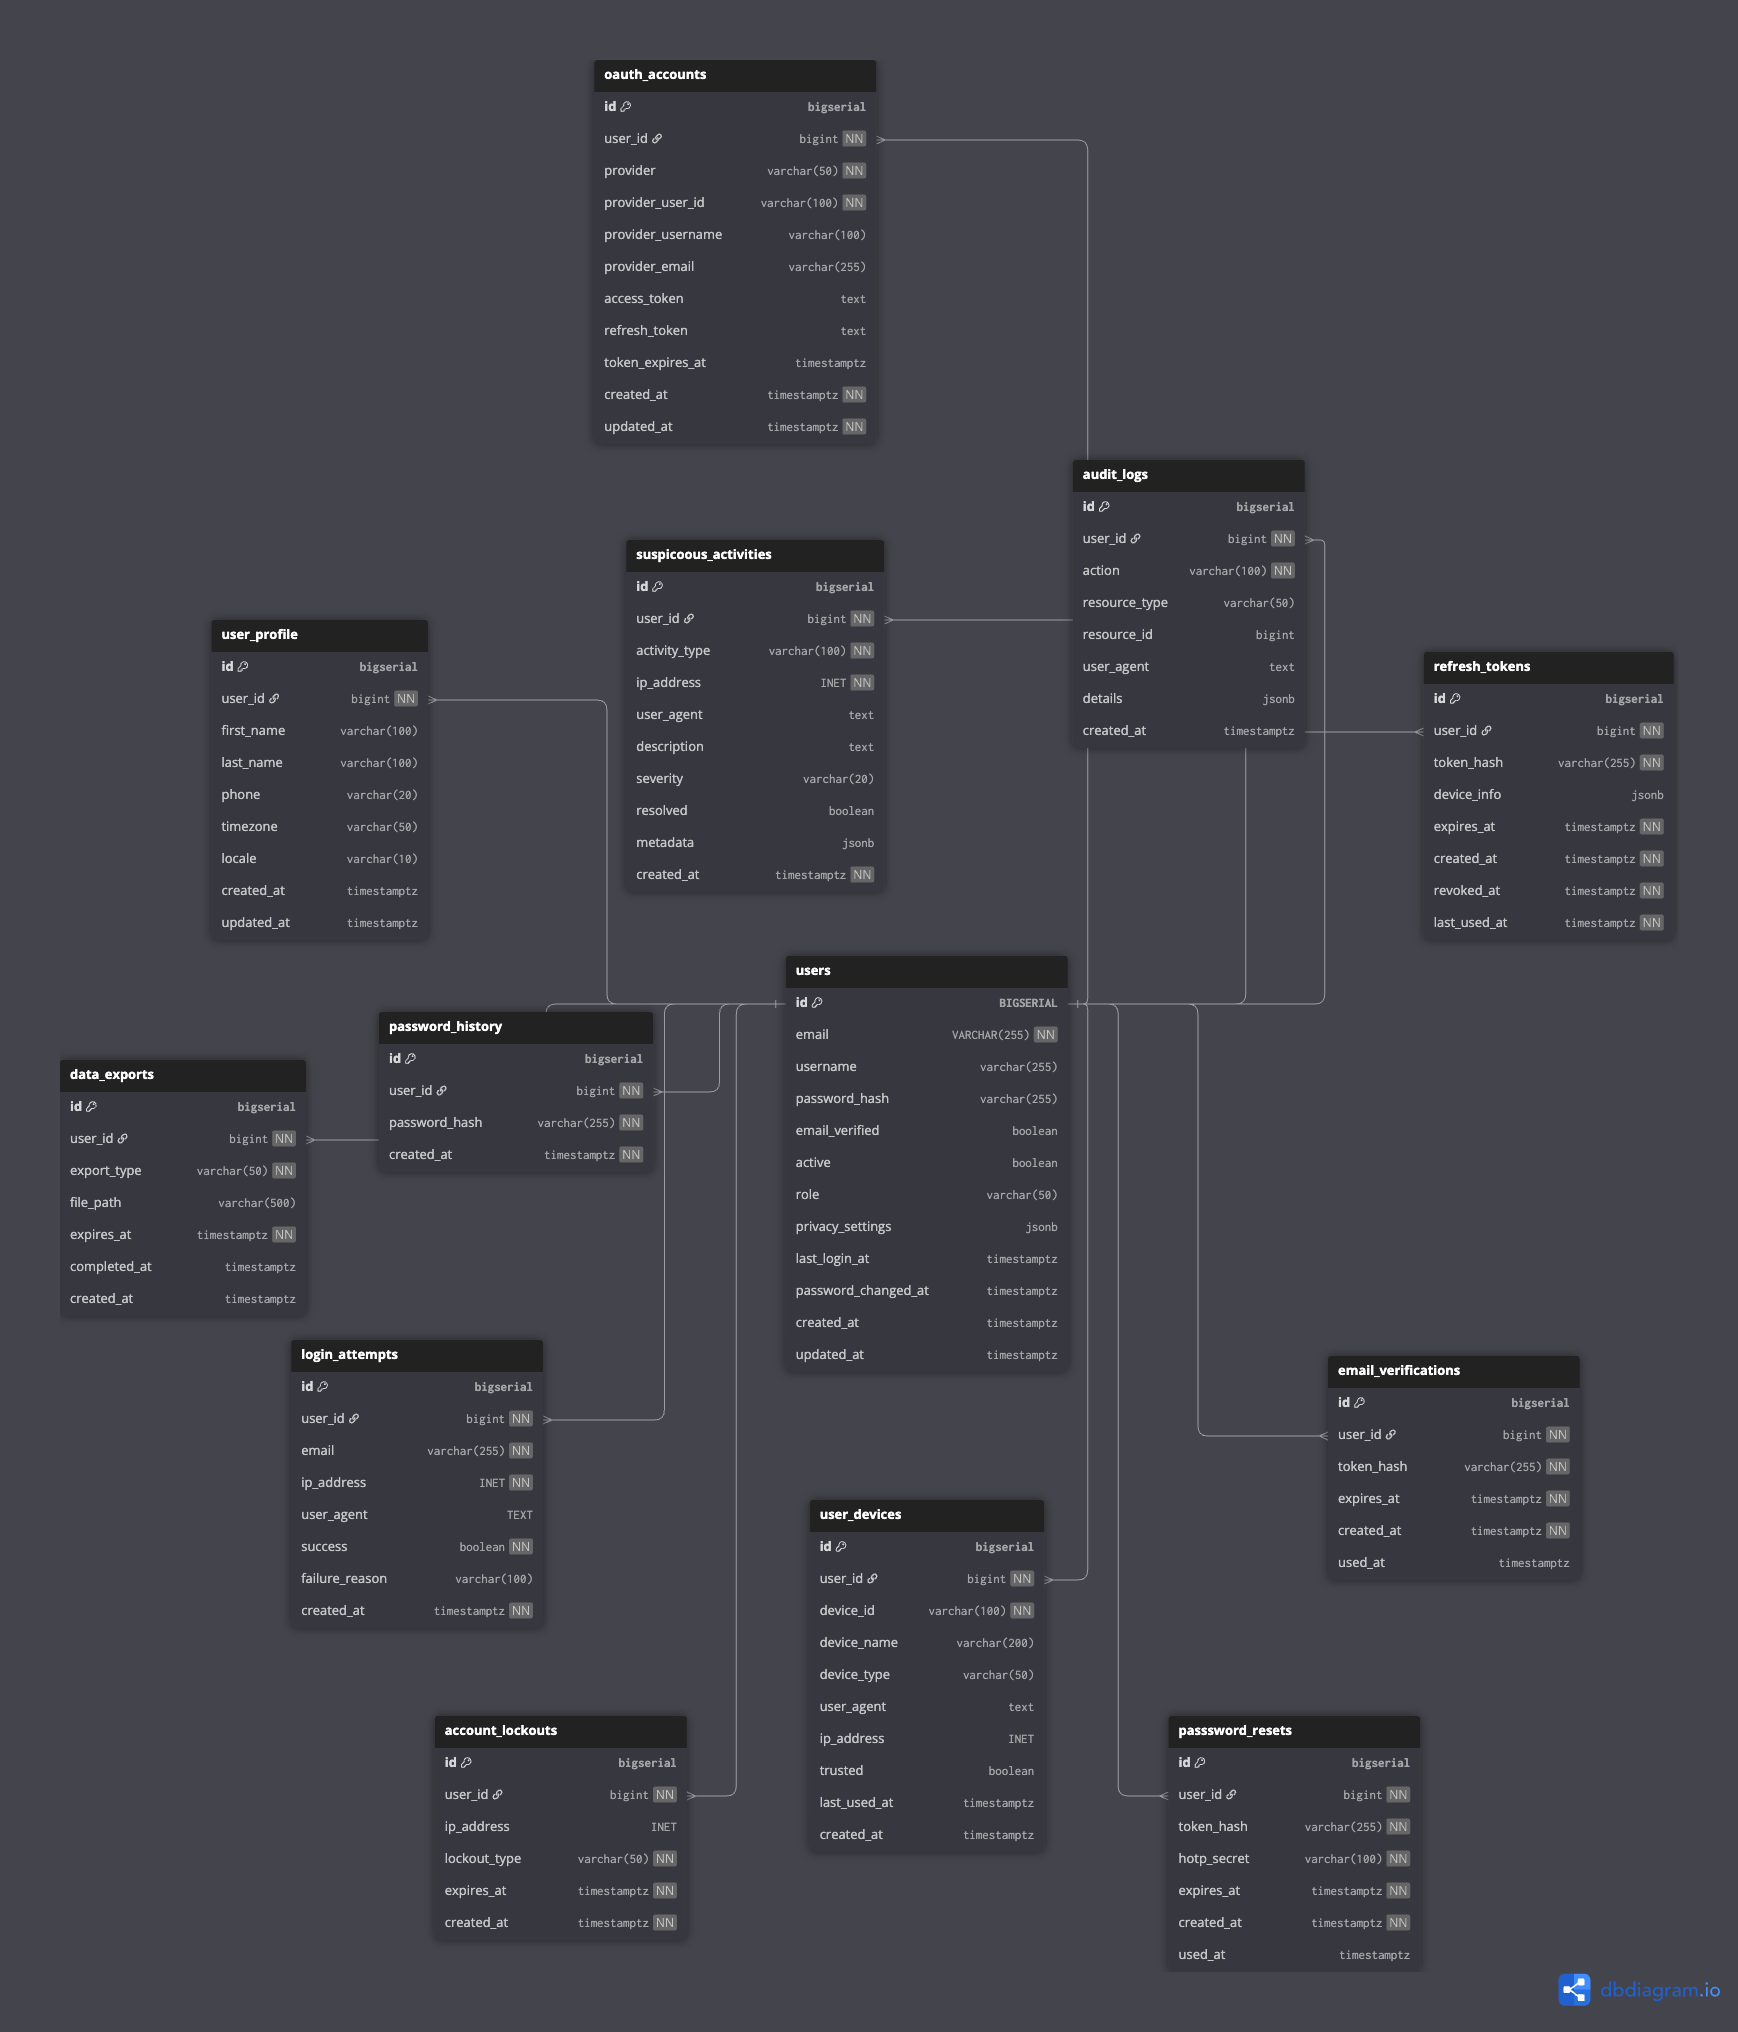 oauth_accounts
id bigserial
user_id bigint NN
provider varchar(50) NN
provider_user_id varchar(100) NN
provider_username varchar(100)
provider_email varchar(255)
access_token text
refresh_token text
token_expires_at timestamptz
created_at timestamptz NN
updated_at timestamptz NN
audit_logs
id bigserial
user_id bigint NN
action varchar(100) NN
resource_type varchar(50)
resource_id bigint
user_agent text
details jsonb
created_at timestamptz
suspicoous_activities
id bigserial
user_id bigint NN
activity_type varchar(100) NN
ip_address INET NN
user_agent text
description text
severity varchar(20)
resolved boolean
metadata jsonb
created_at timestamptz NN
user_profile
id bigserial
user_id bigint NN
first_name varchar(100)
last_name varchar(100)
phone varchar(20)
timezone varchar(50)
locale varchar(10)
created_at timestamptz
updated_at timestamptz
refresh_tokens
id bigserial
user_id bigint NN
token_hash varchar(255) NN
device_info jsonb
expires_at timestamptz NN
created_at timestamptz NN
revoked_at timestamptz NN
last_used_at timestamptz NN
users
id BIGSERIAL
email VARCHAR(255) NN
username varchar(255)
password_hash varchar(255)
email_verified boolean
active boolean
role varchar(50)
privacy_settings jsonb
last_login_at timestamptz
password_changed_at timestamptz
created_at timestamptz
updated_at timestamptz
password_history
id bigserial
user_id bigint NN
password_hash varchar(255) NN
created_at timestamptz NN
data_exports
id bigserial
user_id bigint NN
export_type varchar(50) NN
file_path varchar(500)
expires_at timestamptz NN
completed_at timestamptz
created_at timestamptz
login_attempts
id bigserial
user_id bigint NN
email varchar(255) NN
ip_address INET NN
user_agent TEXT
success boolean NN
failure_reason varchar(100)
created_at timestamptz NN
email_verifications
id bigserial
user_id bigint NN
token_hash varchar(255) NN
expires_at timestamptz NN
created_at timestamptz NN
used_at timestamptz
user_devices
id bigserial
user_id bigint NN
device_id varchar(100) NN
device_name varchar(200)
device_type varchar(50)
user_agent text
ip_address INET
trusted boolean
last_used_at timestamptz
created_at timestamptz
account_lockouts
id bigserial
user_id bigint NN
ip_address INET
lockout_type varchar(50) NN
expires_at timestamptz NN
created_at timestamptz NN
passsword_resets
id bigserial
user_id bigint NN
token_hash varchar(255) NN
hotp_secret varchar(100) NN
expires_at timestamptz NN
created_at timestamptz NN
used_at timestamptz
dbdiagram.io